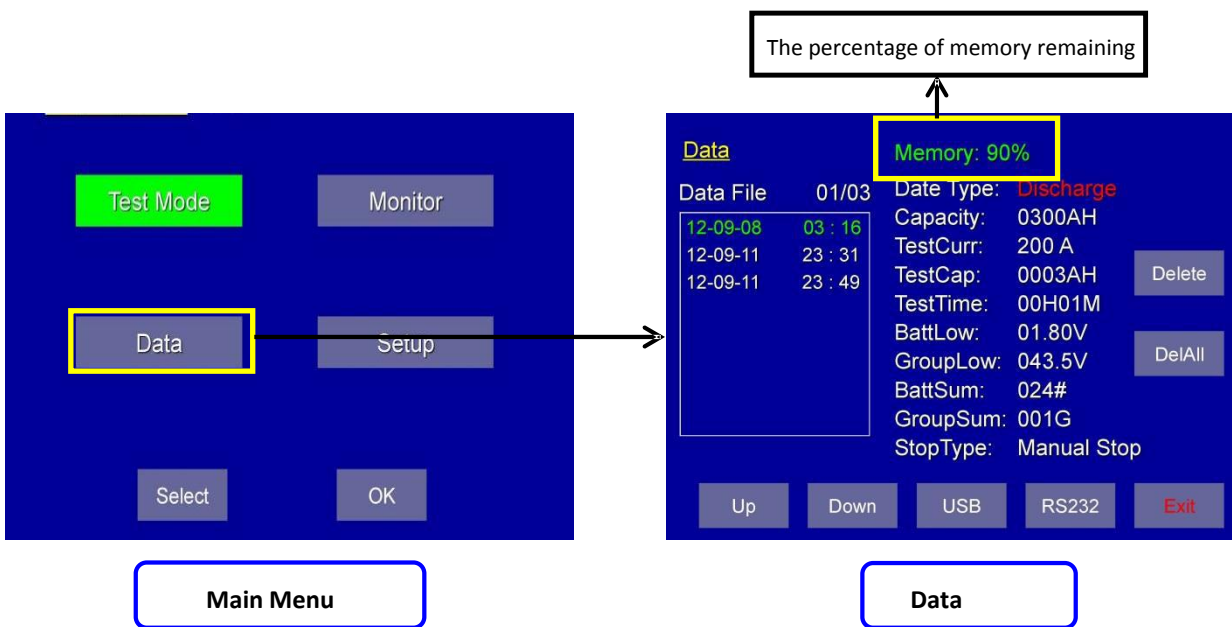 The percentage of memory remaining
Test Mode
Monitor
Data
Setup
Select
OK
Main Menu
Data
Memory: 90%
Data File 01/03
12-09-08 03 : 16
12-09-11 23 : 31
12-09-11 23 : 49
Date Type: Discharge
Capacity: 0300AH
TestCurr: 200 A
TestCap: 0003AH
TestTime: 00H01M
BattLow: 01.80V
GroupLow: 043.5V
BattSum: 024#
GroupSum: 001G
StopType: Manual Stop
Delete
DelAll
Up
Down
USB
RS232
Exit
Data